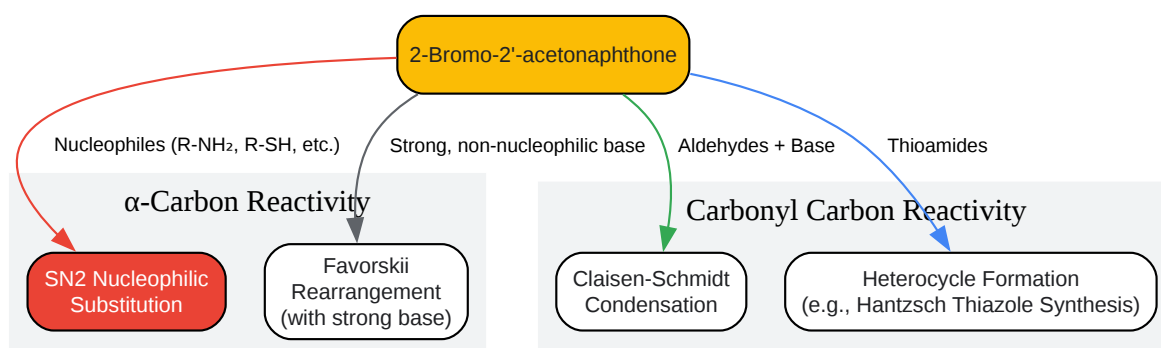 2-Bromo-2'-acetonaphthone
Nucleophiles (R-NH₂, R-SH, etc.)
Strong, non-nucleophilic base
Aldehydes + Base
Thioamides
α-Carbon Reactivity
Carbonyl Carbon Reactivity
SN2 Nucleophilic
Substitution
Favorskii
Rearrangement
(with strong base)
Claisen-Schmidt
Condensation
Heterocycle Formation
(e.g., Hantzsch Thiazole Synthesis)